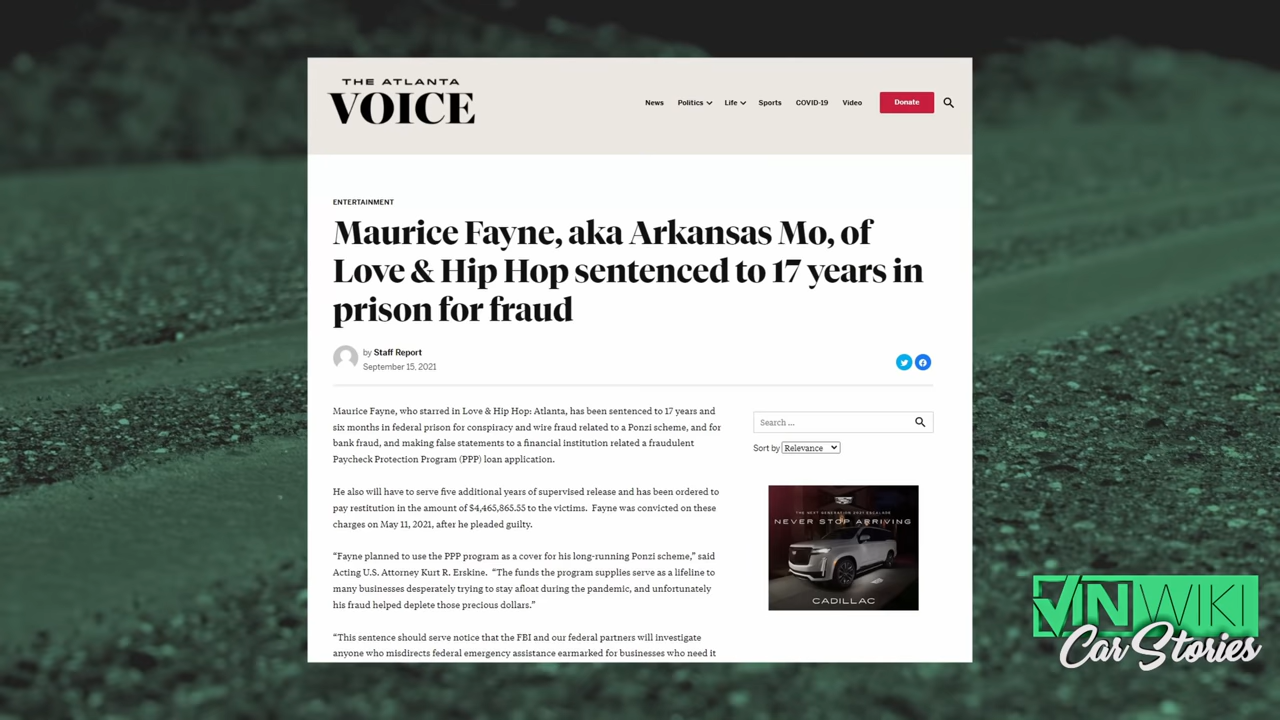 THE ATLANTA
VOICE
News Politics Life Sports COVID-19 Video Donate
ENTERTAINMENT
Maurice Fayne, aka Arkansas Mo, of
Love & Hip Hop sentenced to 17 years in
prison for fraud
by Staff Report
September 15, 2021
Maurice Fayne, who starred in Love & Hip Hop: Atlanta, has been sentenced to 17 years and
six months in federal prison for conspiracy and wire fraud related to a Ponzi scheme, and for
bank fraud, and making false statements to a financial institution related a fraudulent
Paycheck Protection Program (PPP) loan application.
He also will have to serve five additional years of supervised release and has been ordered to
pay restitution in the amount of $4,465,865.55 to the victims. Fayne was convicted on these
charges on May 11, 2021, after he pleaded guilty.
“Fayne planned to use the PPP program as a cover for his long-running Ponzi scheme,” said
Acting U.S. Attorney Kurt R. Erskine. “The funds the program supplies serve as a lifeline to
many businesses desperately trying to stay afloat during the pandemic, and unfortunately
his fraud helped deplete those precious dollars.”
“This sentence should serve notice that the FBI and our federal partners will investigate
anyone who misdirects federal emergency assistance earmarked for businesses who need it
Search ...
Sort by Relevance
THE NEXT GENERATION 2021 ESCALADE
NEVER STOP ARRIVING
CADILLAC
VINWIKI
Car Stories